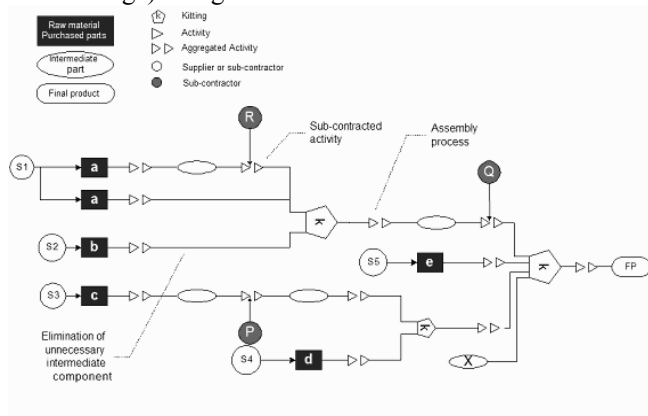 Raw material
Purchased parts
Intermediate
part
Final product
k Kitting
Activity
Aggregated Activity
Supplier or sub-contractor
Sub-contractor
R
Sub-contracted
activity
Assembly
process
S1
a
Q
a
k
S2
b
S5
e
k
FP
S3
c
P
k
Elimination of
unnecessary
intermediate
component
S4
d
X